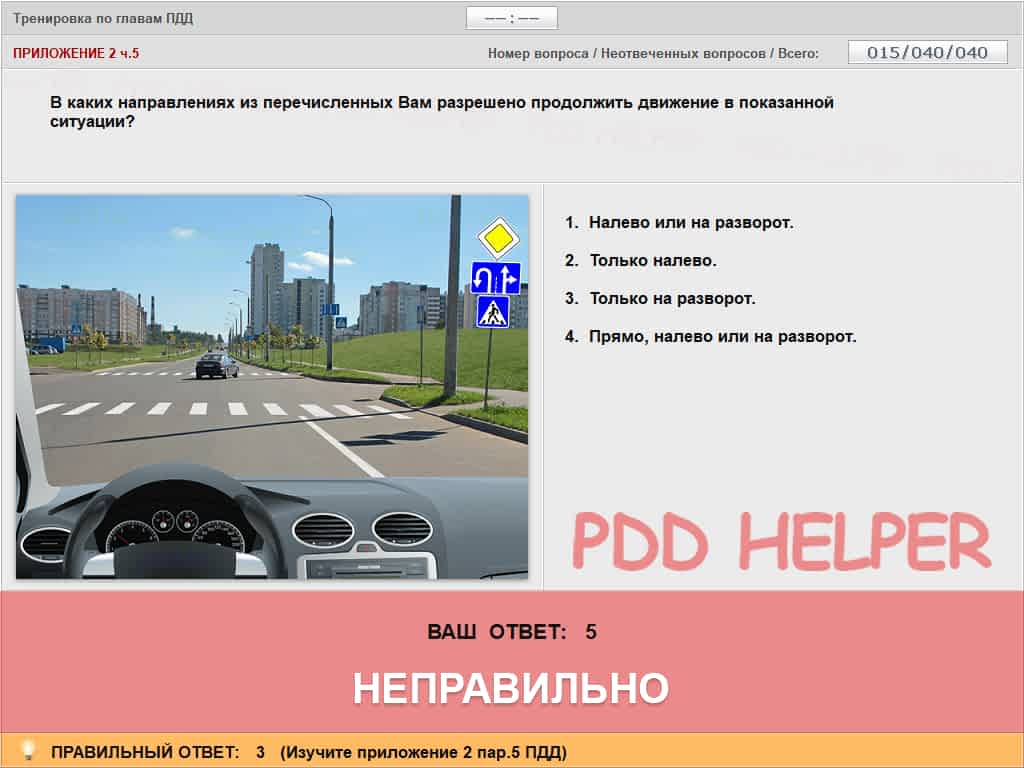 Тренировка по главам ПДД
—— : ——
ПРИЛОЖЕНИЕ 2 ч.5
Номер вопроса / Неотвеченных вопросов / Всего:
015/040/040
В каких направлениях из перечисленных Вам разрешено продолжить движение в показанной
ситуации?
1. Налево или на разворот.
2. Только налево.
3. Только на разворот.
4. Прямо, налево или на разворот.
PDD HELPER
ВАШ ОТВЕТ: 5
НЕПРАВИЛЬНО
ПРАВИЛЬНЫЙ ОТВЕТ: 3 (Изучите приложение 2 пар.5 ПДД)